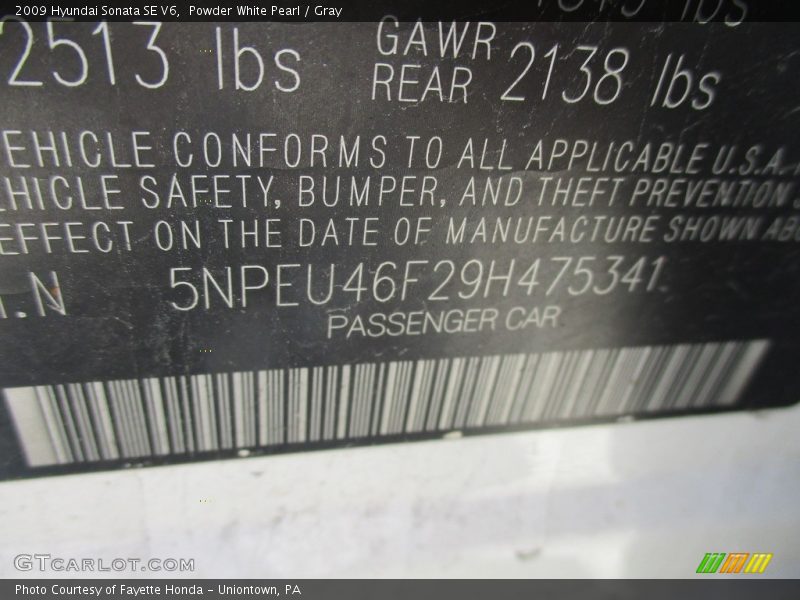 2009 Hyundai Sonata SE V6, Powder White Pearl / Gray
2513 lbs GAWR REAR 2138 lbs
EHICLE CONFORMS TO ALL APPLICABLE U.S.A.
HICLE SAFETY, BUMPER, AND THEFT PREVENTION
EFFECT ON THE DATE OF MANUFACTURE SHOWN ABO
I.N 5NPEU46F29H475341
PASSENGER CAR
GTCARLOT.COM
Photo Courtesy of Fayette Honda - Uniontown, PA